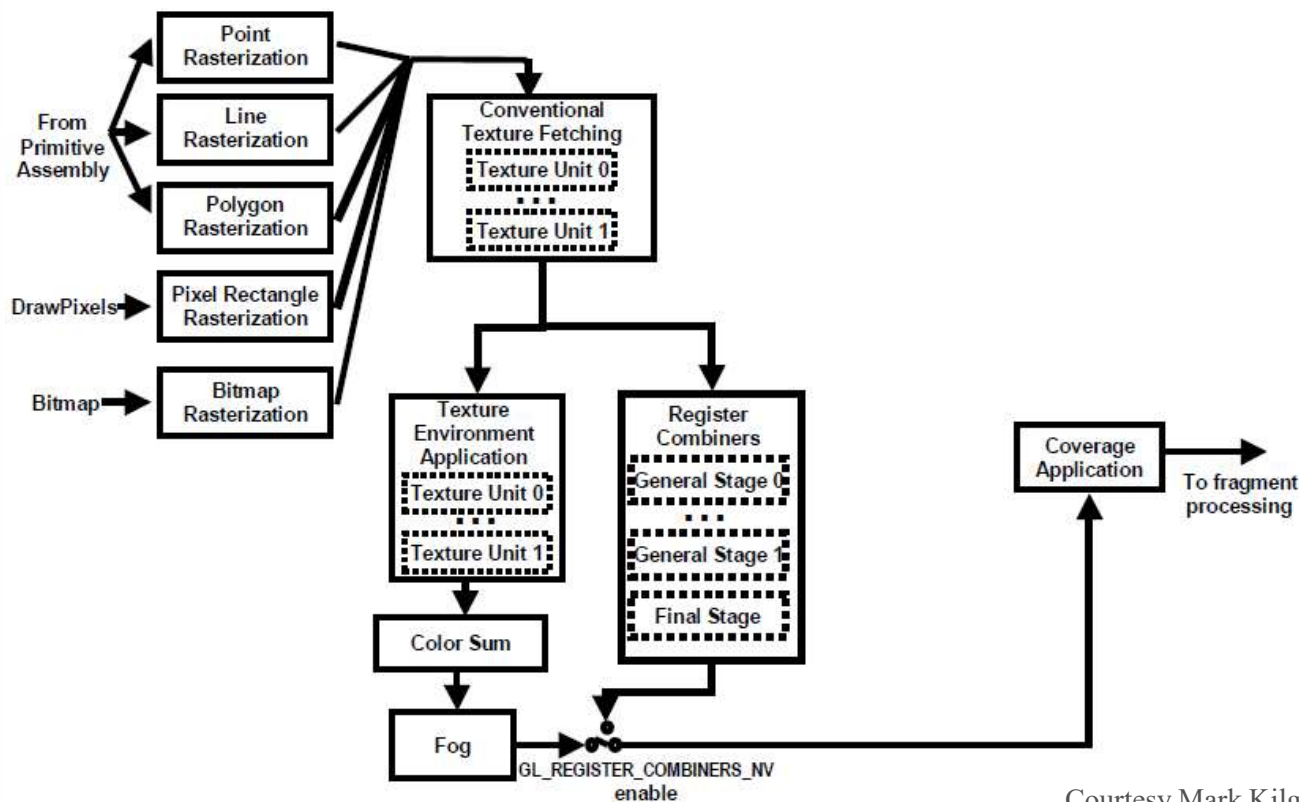 Point
Rasterization
From
Primitive
Assembly
Line
Rasterization
Polygon
Rasterization
DrawPixels
Pixel Rectangle
Rasterization
Bitmap
Bitmap
Rasterization
Conventional
Texture Fetching
Texture Unit 0
...
Texture Unit 1
Texture
Environment
Application
Texture Unit 0
...
Texture Unit 1
Color Sum
Fog
Register
Combiners
General Stage 0
...
General Stage 1
Final Stage
GL_REGISTER_COMBINERS_NV
enable
Coverage
Application
To fragment
processing
Courtesy Mark